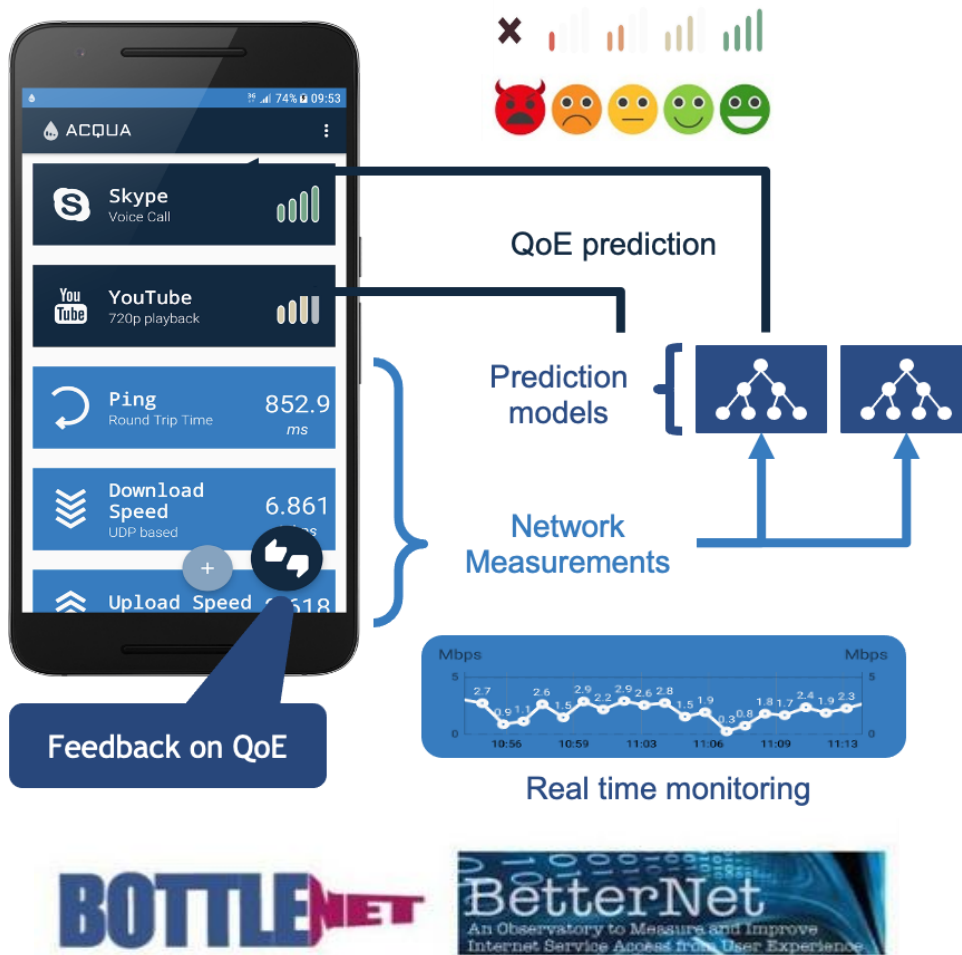 3G 74% 09:53
ACQUA
Skype
Voice Call
You
Tube
YouTube
720p playback
Ping
Round Trip Time
852.9
ms
Download
Speed
UDP based
6.861
+
Upload Speed
618
Feedback on QoE
QoE prediction
Prediction
models
Network
Measurements
Mbps Mbps
5 5
2.7 0.9 1.1 2.6 1.5 2.9 2.2 2.9 2.6 2.8 1.5 1.9 0.3 0.8 1.8 1.7 2.4 1.9 2.3
0 0
10:56 10:59 11:03 11:06 11:09 11:13
Real time monitoring
BOTTLENET
BetterNet
An Observatory to Measure and Improve
Internet Service Access from User Experience